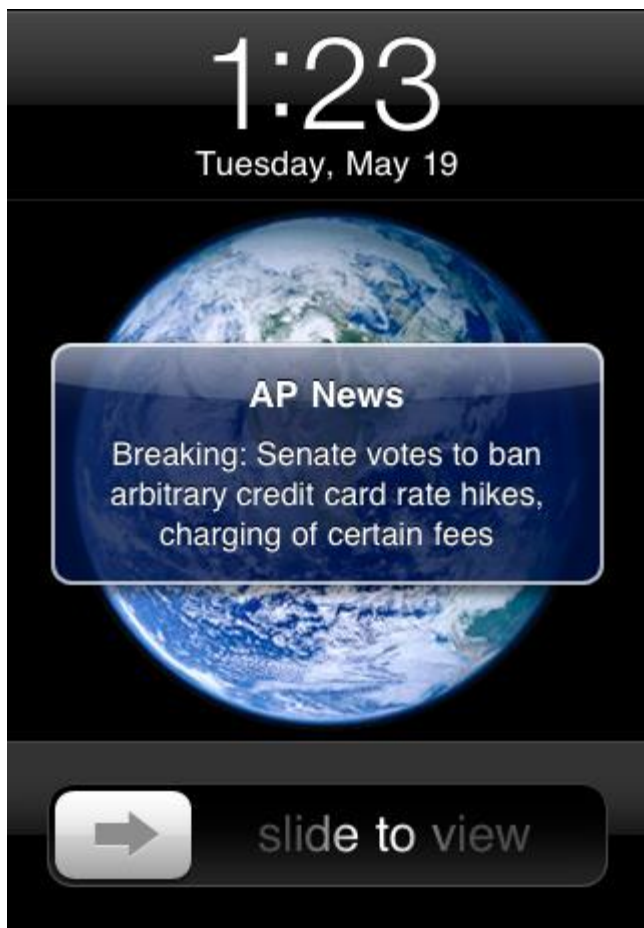 1:23
Tuesday, May 19
AP News
Breaking: Senate votes to ban
arbitrary credit card rate hikes,
charging of certain fees
slide to view